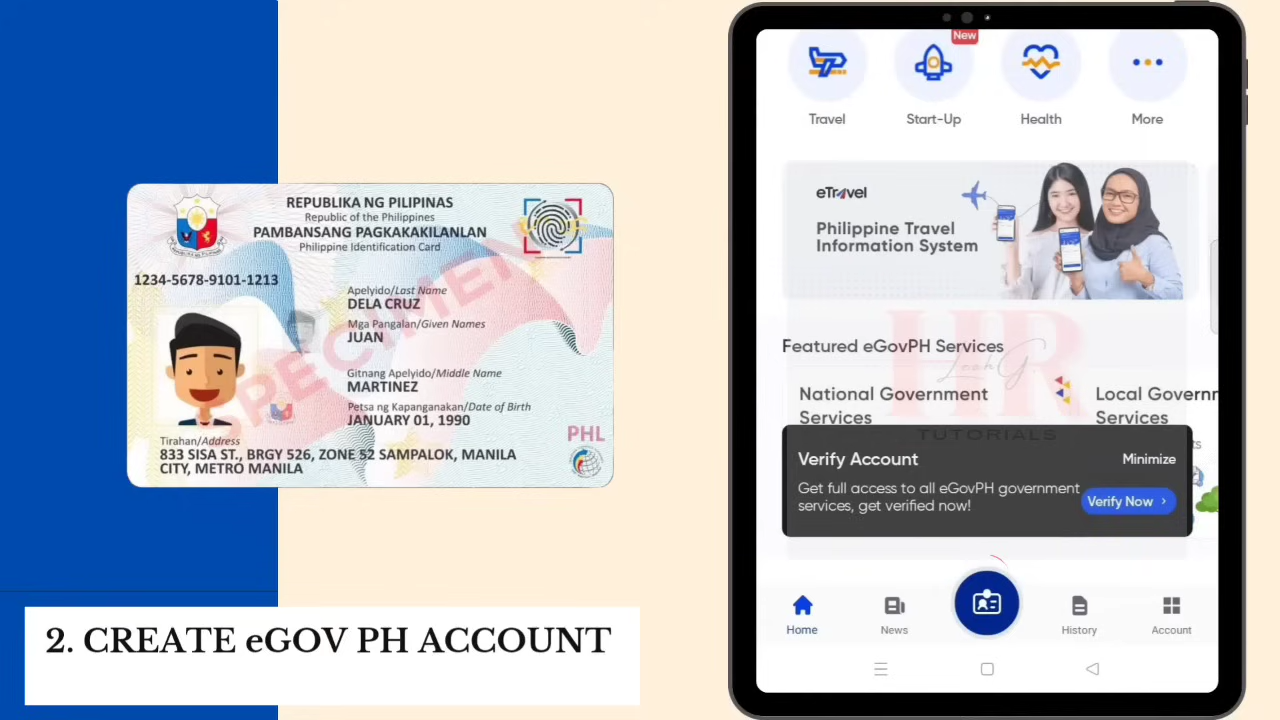 REPUBLIKA NG PILIPINAS
Republic of the Philippines
PAMBANSANG PAGKAKAKILANLAN
Philippine Identification Card
1234-5678-9101-1213
Apelyido/Last Name
DELA CRUZ
Mga Pangalan/Given Names
JUAN
Gitnang Apelyido/Middle Name
MARTINEZ
Petsa ng Kapanganakan/Date of Birth
JANUARY 01, 1990
PHL
Tirahan/Address
833 SISA ST., BRGY 526, ZONE 52 SAMPALOK, MANILA
CITY, METRO MANILA
SPECIMEN
2. CREATE eGOV PH ACCOUNT
New
Travel
Start-Up
Health
More
eTravel
Philippine Travel
Information System
Featured eGovPH Services
HR
Leah G.
TUTORIALS
National Government
Services
Local Governm
Services
Verify Account
Minimize
Get full access to all eGovPH government
services, get verified now!
Verify Now
Home
News
History
Account